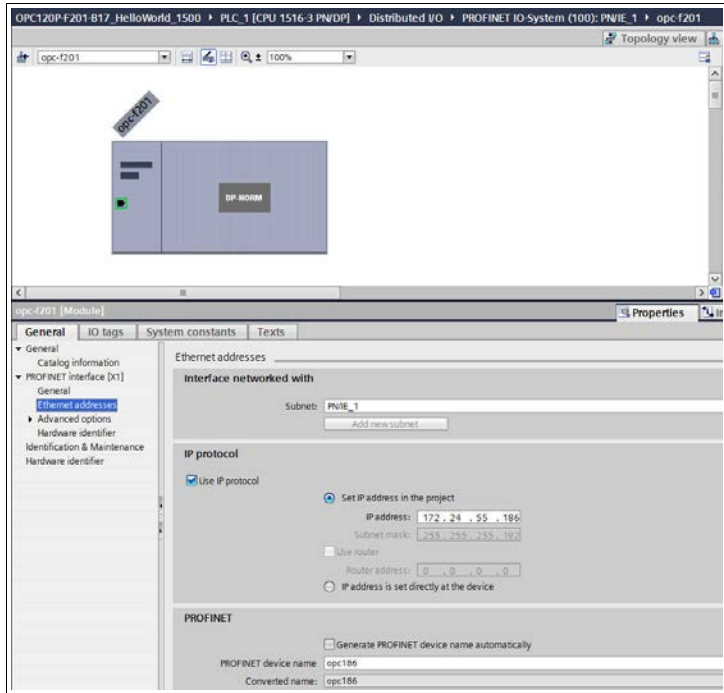 OPC120P-F201-B17_HelloWorld_1500 ▸ PLC_1 [CPU 1516-3 PN/DP] ▸ Distributed I/O ▸ PROFINET IO-System (100): PN/IE_1 ▸ opc-f201
Topology view
opc-f201 100%
opc-f201
DP-NORM
opc-f201 [Module]
Properties
General IO tags System constants Texts
General
Catalog information
PROFINET interface [X1]
General
Ethernet addresses
Advanced options
Hardware identifier
Identification & Maintenance
Hardware identifier
Ethernet addresses
Interface networked with
Subnet: PN/IE_1
Add new subnet
IP protocol
Use IP protocol
Set IP address in the project
IP address: 172 . 24 . 55 . 186
Subnet mask: 255 . 255 . 255 . 192
Use router
Router address: 0 . 0 . 0 . 0
IP address is set directly at the device
PROFINET
Generate PROFINET device name automatically
PROFINET device name opc186
Converted name: opc186